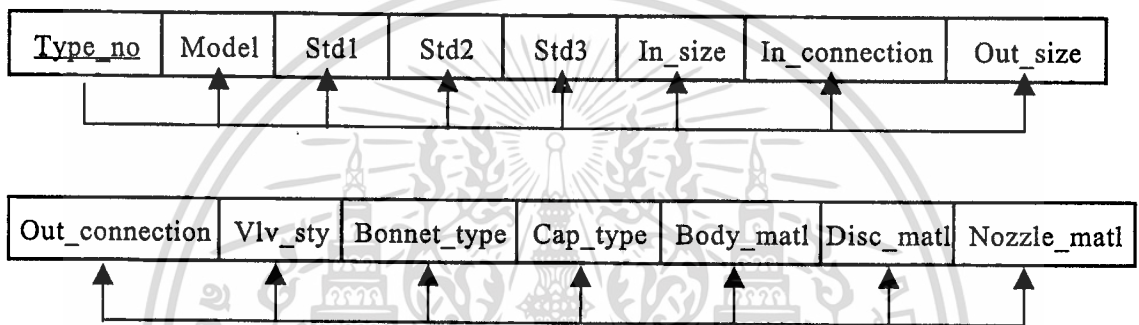 Type_no Model Std1 Std2 Std3 In_size In_connection Out_size
Out_connection Vlv_sty Bonnet_type Cap_type Body_matl Disc_matl Nozzle_matl